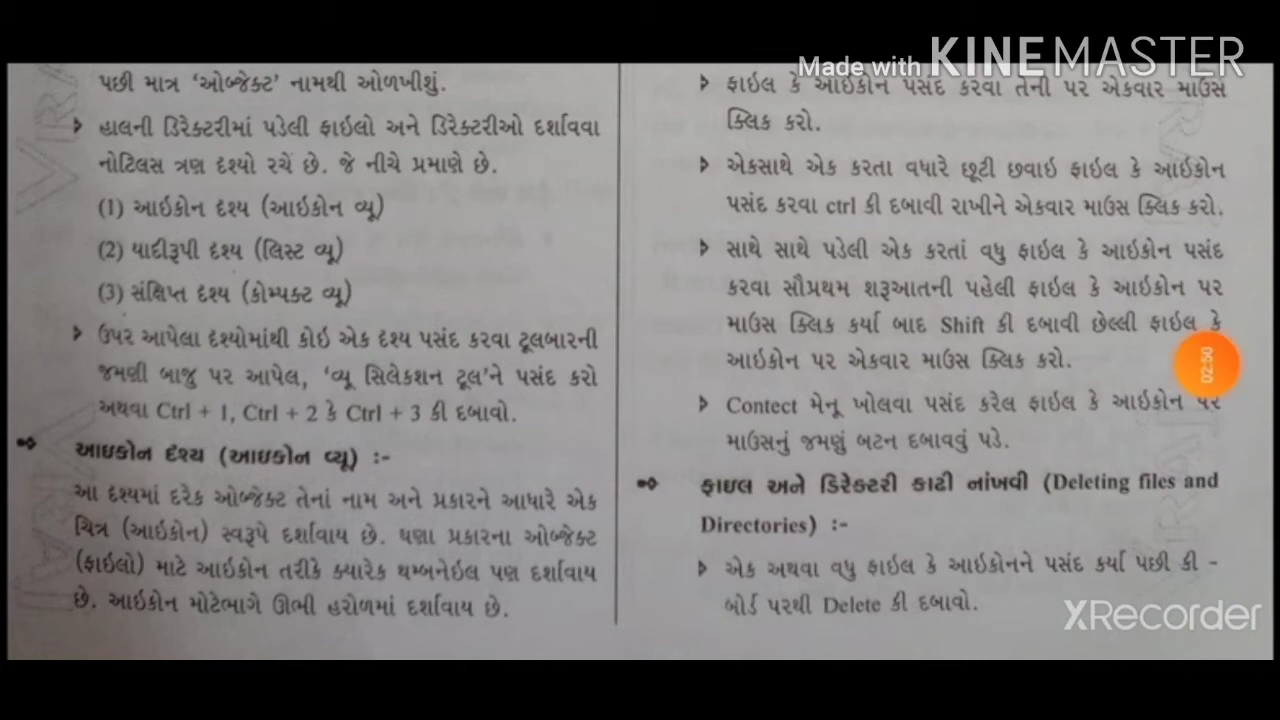 Made with KINEMASTER
પછી માત્ર ‘ઓબ્જેક્ટ’ નામથી ઓળખીશું.
હાલની ડિરેક્ટરીમાં પડેલી ફાઇલો અને ડિરેક્ટરીઓ દર્શાવવા
નોટિલસ ત્રણ દૃશ્યો રચે છે. જે નીચે પ્રમાણે છે.
(1) આઇકોન દૃશ્ય (આઇકોન વ્યૂ)
(2) યાદીરૂપી દૃશ્ય (લિસ્ટ વ્યૂ)
(3) સંક્ષિપ્ત દૃશ્ય (કોમ્પક્ટ વ્યૂ)
ઉપર આપેલા દૃશ્યોમાંથી કોઇ એક દૃશ્ય પસંદ કરવા ટૂલબારની
જમણી બાજુ પર આપેલ, ‘વ્યૂ સિલેકશન ટૂલ’ને પસંદ કરો
અથવા Ctrl + 1, Ctrl + 2 કે Ctrl + 3 કી દબાવો.
આઇકોન દૃશ્ય (આઇકોન વ્યૂ) :-
આ દૃશ્યમાં દરેક ઓબ્જેક્ટ તેનાં નામ અને પ્રકારને આધારે એક
ચિત્ર (આઇકોન) સ્વરૂપે દર્શાવાય છે. ઘણા પ્રકારના ઓબ્જેક્ટ
(ફાઇલો) માટે આઇકોન તરીકે ક્યારેક થમ્બનેઇલ પણ દર્શાવાય
છે. આઇકોન મોટેભાગે ઊભી હરોળમાં દર્શાવાય છે.
ફાઇલ કે આઇકોન પસંદ કરવા તેની પર એકવાર માઉસ
ક્લિક કરો.
એકસાથે એક કરતા વધારે છૂટી છવાઇ ફાઇલ કે આઇકોન
પસંદ કરવા ctrl કી દબાવી રાખીને એકવાર માઉસ ક્લિક કરો.
સાથે સાથે પડેલી એક કરતાં વધુ ફાઇલ કે આઇકોન પસંદ
કરવા સૌપ્રથમ શરૂઆતની પહેલી ફાઇલ કે આઇકોન પર
માઉસ ક્લિક કર્યા બાદ Shift કી દબાવી છેલ્લી ફાઇલ કે
આઇકોન પર એકવાર માઉસ ક્લિક કરો.
02:50
Contect મેનૂ ખોલવા પસંદ કરેલ ફાઇલ કે આઇકોન પર
માઉસનું જમણું બટન દબાવવું પડે.
ફાઇલ અને ડિરેક્ટરી કાઢી નાંખવી (Deleting files and
Directories) :-
એક અથવા વધુ ફાઇલ કે આઇકોનને પસંદ કર્યા પછી કી -
બોર્ડ પરથી Delete કી દબાવો.
XRecorder